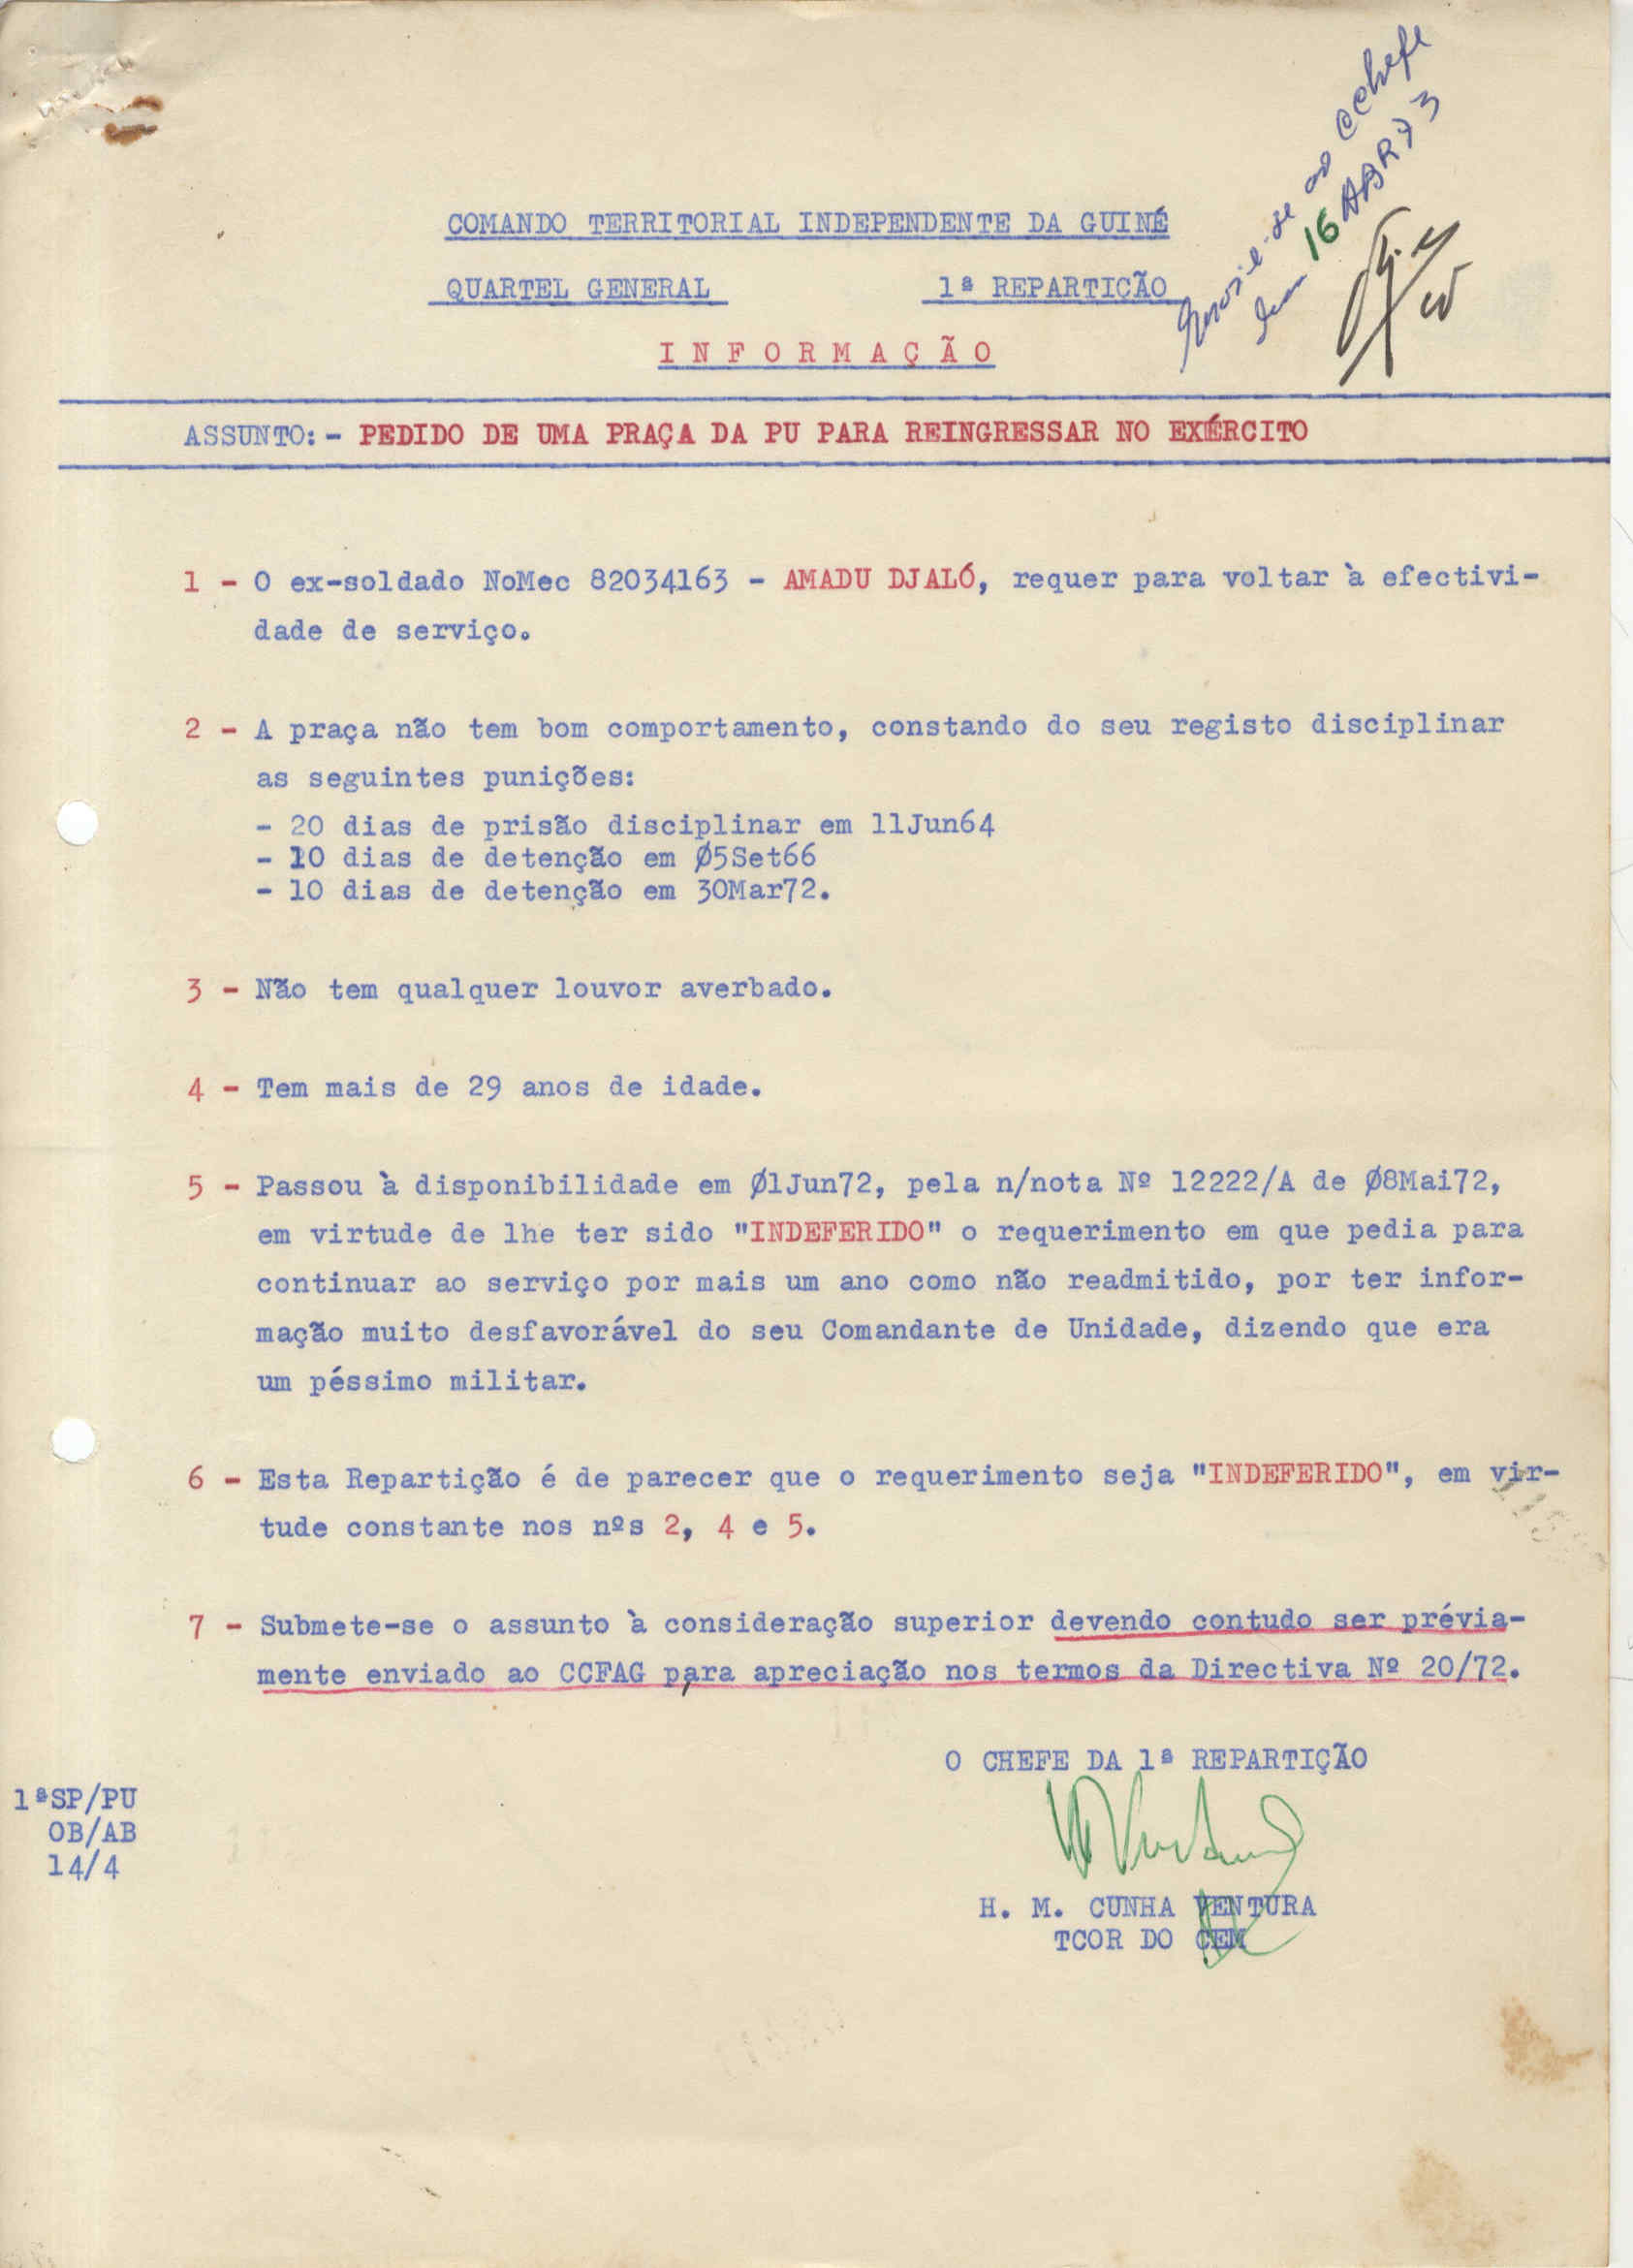 ao CChefe
16 ABR 73
COMANDO TERRITORIAL INDEPENDENTE DA GUINÉ
QUARTEL GENERAL 1ª REPARTIÇÃO
INFORMAÇÃO
ASSUNTO:- PEDIDO DE UMA PRAÇA DA PU PARA REINGRESSAR NO EXÉRCITO
1 - O ex-soldado NoMec 82034163 - AMADU DJALÓ, requer para voltar à efectivi-
dade de serviço.
2 - A praça não tem bom comportamento, constando do seu registo disciplinar
as seguintes punições:
- 20 dias de prisão disciplinar em 11Jun64
- 10 dias de detenção em Ø5Set66
- 10 dias de detenção em 30Mar72.
3 - Não tem qualquer louvor averbado.
4 - Tem mais de 29 anos de idade.
5 - Passou à disponibilidade em Ø1Jun72, pela n/nota Nº 12222/A de Ø8Mai72,
em virtude de lhe ter sido "INDEFERIDO" o requerimento em que pedia para
continuar ao serviço por mais um ano como não readmitido, por ter infor-
mação muito desfavorável do seu Comandante de Unidade, dizendo que era
um péssimo militar.
6 - Esta Repartição é de parecer que o requerimento seja "INDEFERIDO", em vir-
tude constante nos nºs 2, 4 e 5.
7 - Submete-se o assunto à consideração superior devendo contudo ser prévia-
mente enviado ao CCFAG para apreciação nos termos da Directiva Nº 20/72.
O CHEFE DA 1ª REPARTIÇÃO
1ªSP/PU
OB/AB
14/4
H. M. CUNHA VENTURA
TCOR DO CEM